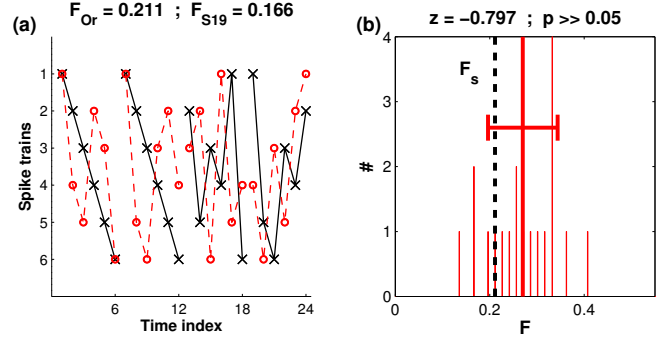 (a)
F_Or = 0.211 ; F_S19 = 0.166
Spike trains
1
2
3
4
5
6
6
12
18
24
Time index
(b)
z = −0.797 ; p >> 0.05
F_s
#
4
3
2
1
0
0.2
0.4
F